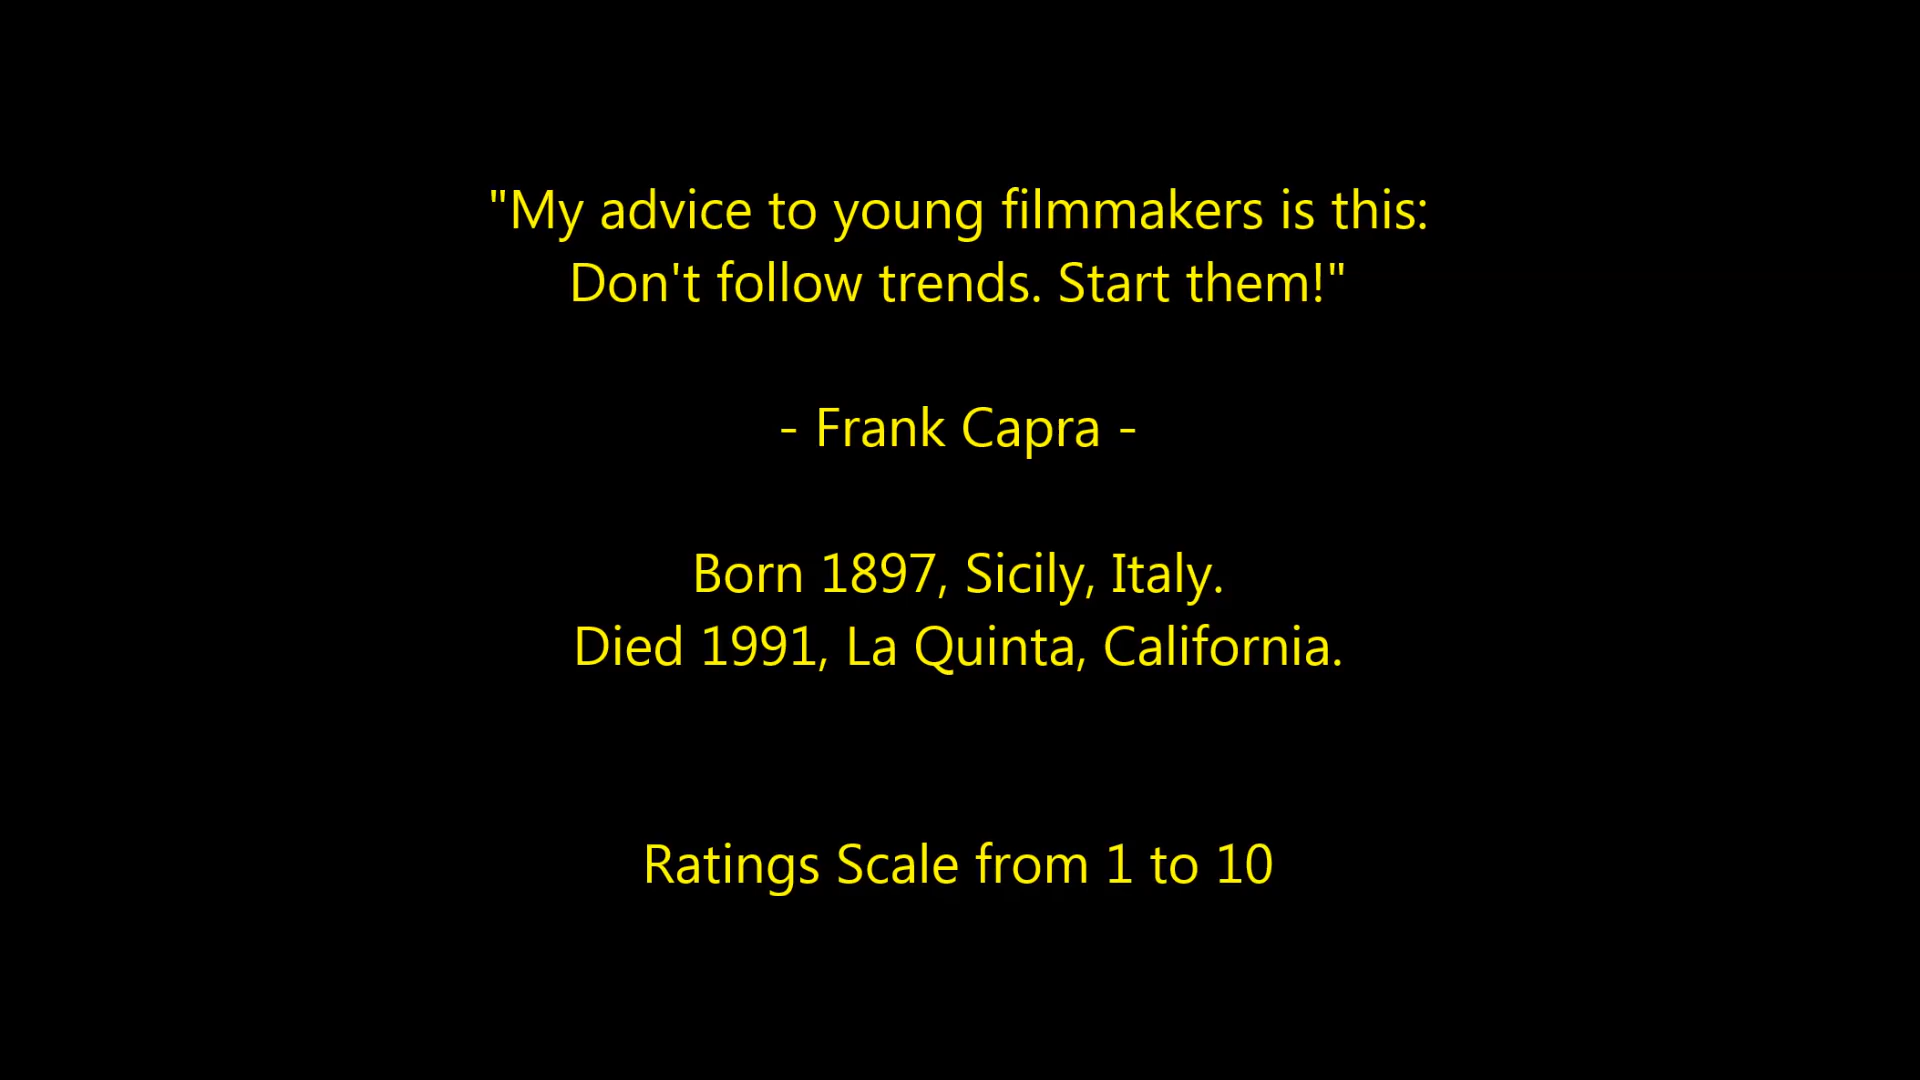 "My advice to young filmmakers is this:
Don't follow trends. Start them!"
- Frank Capra -
Born 1897, Sicily, Italy.
Died 1991, La Quinta, California.
Ratings Scale from 1 to 10